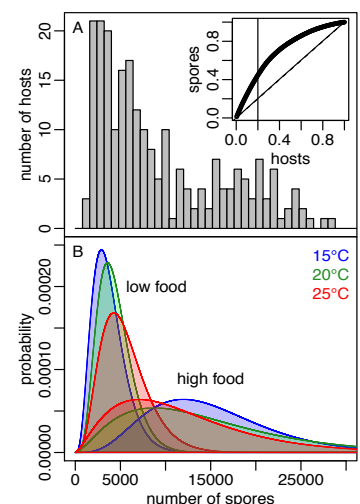 A
number of hosts
0 5 10 15 20
spores
0.0 0.4 0.8
0.0 0.4 0.8
hosts
B
15°C
20°C
25°C
low food
high food
probability
0.00000 0.00010 0.00020
0 5000 15000 25000
number of spores